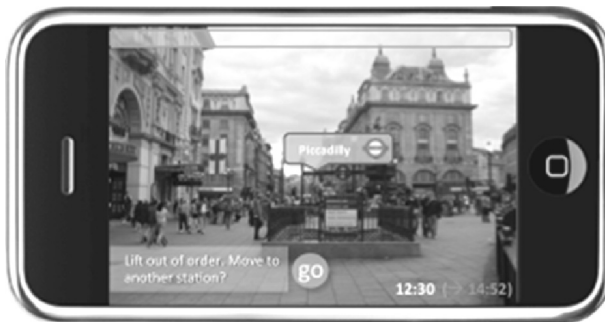 Piccadilly
Lift out of order. Move to
another station?
go
12:30 (→ 14:52)